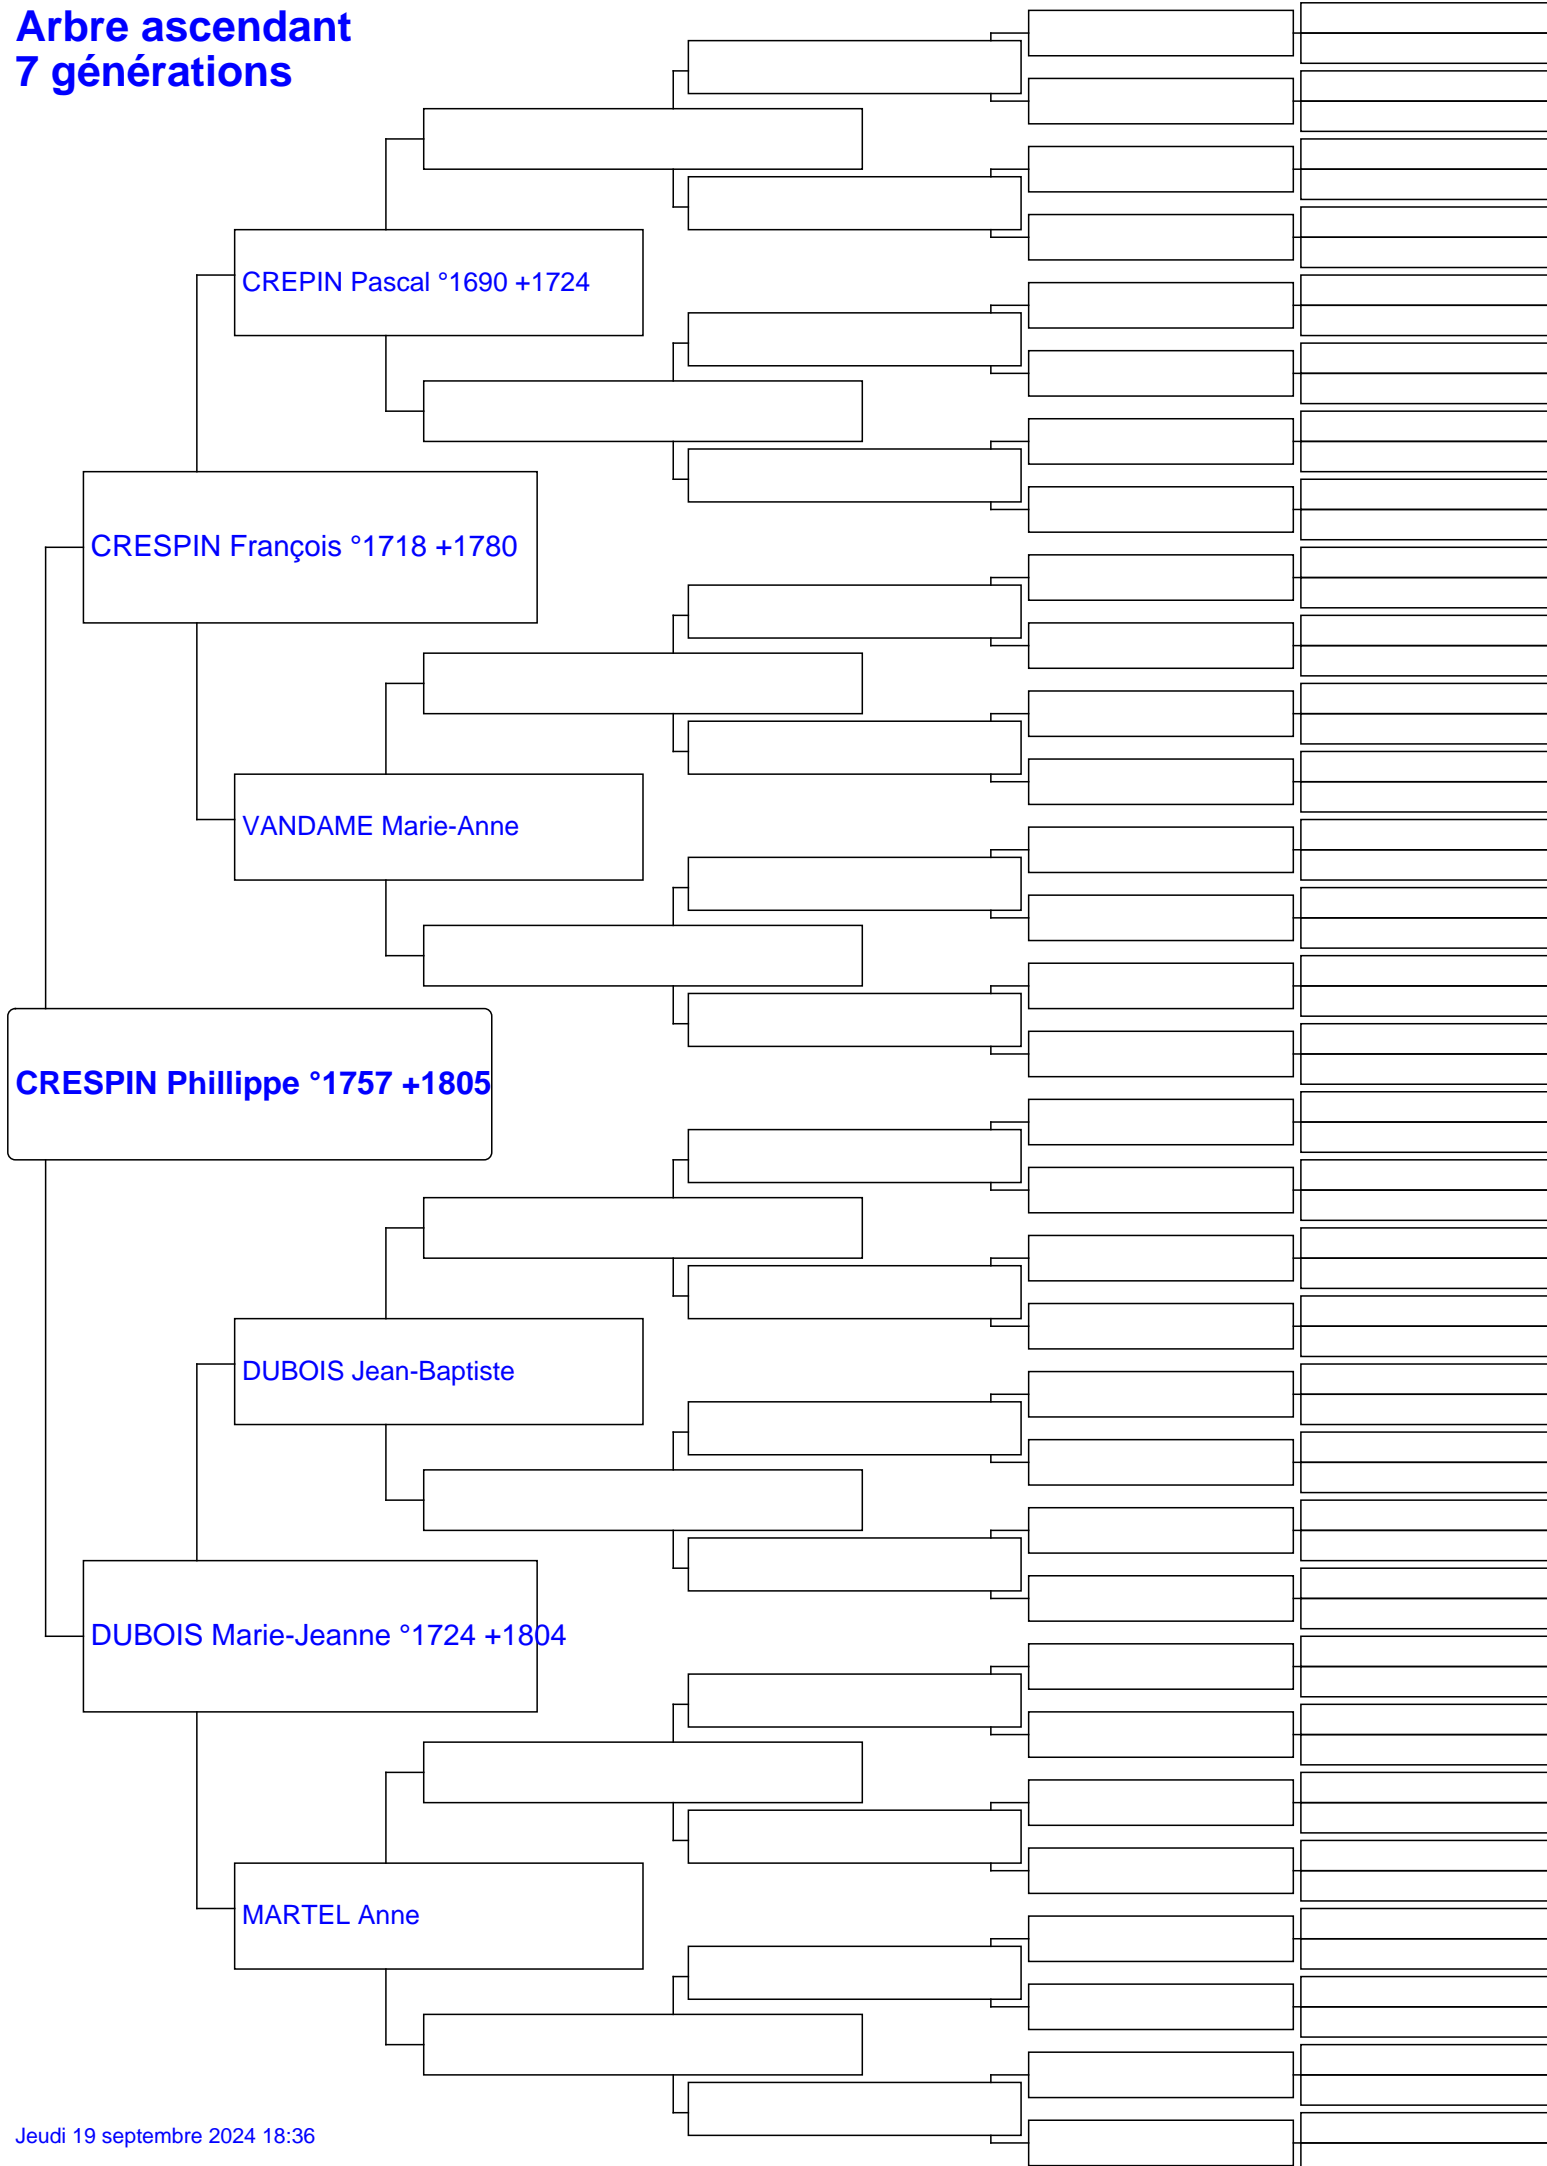 Arbre ascendant
7 générations
CREPIN Pascal °1690 +1724
CRESPIN François °1718 +1780
VANDAME Marie-Anne
CRESPIN Phillippe °1757 +1805
DUBOIS Jean-Baptiste
DUBOIS Marie-Jeanne °1724 +1804
MARTEL Anne
Jeudi 19 septembre 2024 18:36